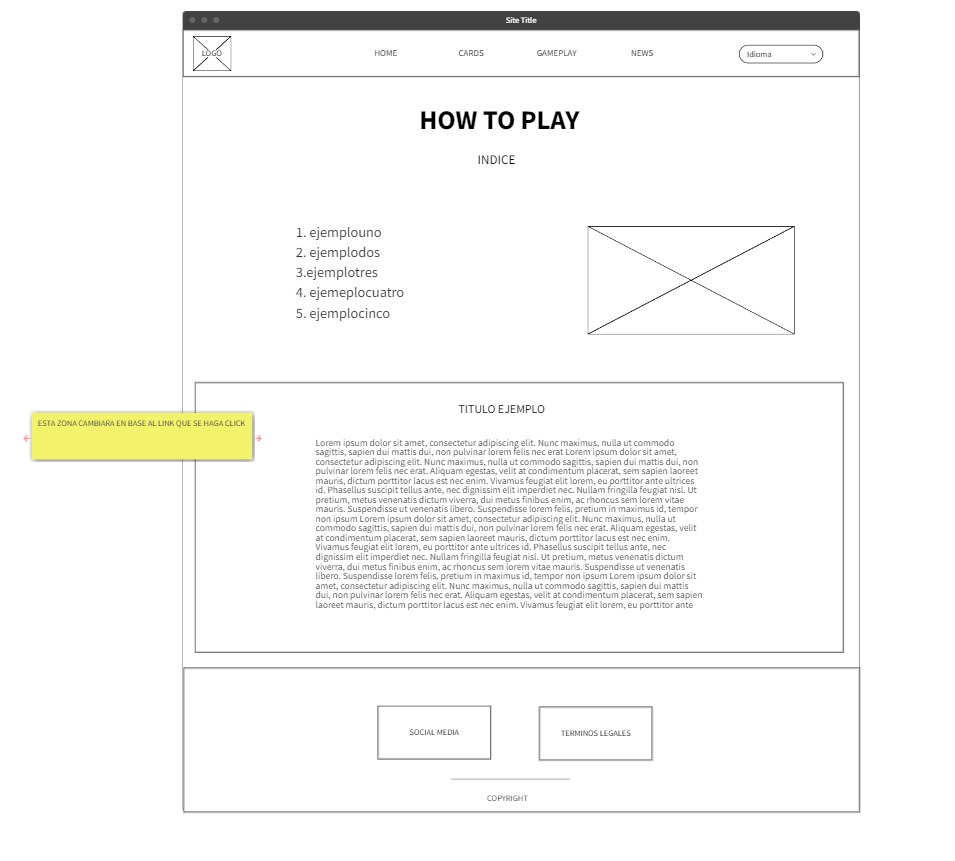 Site Title
LOGO
HOME
CARDS
GAMEPLAY
NEWS
Idioma
HOW TO PLAY
INDICE
1. ejemplouno
2. ejemplodos
3.ejemplotres
4. ejemeplocuatro
5. ejemplocinco
ESTA ZONA CAMBIARA EN BASE AL LINK QUE SE HAGA CLICK
TITULO EJEMPLO
Lorem ipsum dolor sit amet, consectetur adipiscing elit. Nunc maximus, nulla ut commodo
sagittis, sapien dui mattis dui, non pulvinar lorem felis nec erat Lorem ipsum dolor sit amet,
consectetur adipiscing elit. Nunc maximus, nulla ut commodo sagittis, sapien dui mattis dui, non
pulvinar lorem felis nec erat. Aliquam egestas, velit at condimentum placerat, sem sapien laoreet
mauris, dictum porttitor lacus est nec enim. Vivamus feugiat elit lorem, eu porttitor ante ultrices
id. Phasellus suscipit tellus ante, nec dignissim elit imperdiet nec. Nullam fringilla feugiat nisl. Ut
pretium, metus venenatis dictum viverra, dui metus finibus enim, ac rhoncus sem lorem vitae
mauris. Suspendisse ut venenatis libero. Suspendisse lorem felis, pretium in maximus id, tempor
non ipsum Lorem ipsum dolor sit amet, consectetur adipiscing elit. Nunc maximus, nulla ut
commodo sagittis, sapien dui mattis dui, non pulvinar lorem felis nec erat. Aliquam egestas, velit
at condimentum placerat, sem sapien laoreet mauris, dictum porttitor lacus est nec enim.
Vivamus feugiat elit lorem, eu porttitor ante ultrices id. Phasellus suscipit tellus ante, nec
dignissim elit imperdiet nec. Nullam fringilla feugiat nisl. Ut pretium, metus venenatis dictum
viverra, dui metus finibus enim, ac rhoncus sem lorem vitae mauris. Suspendisse ut venenatis
libero. Suspendisse lorem felis, pretium in maximus id, tempor non ipsum Lorem ipsum dolor sit
amet, consectetur adipiscing elit. Nunc maximus, nulla ut commodo sagittis, sapien dui mattis
dui, non pulvinar lorem felis nec erat. Aliquam egestas, velit at condimentum placerat, sem sapien
laoreet mauris, dictum porttitor lacus est nec enim. Vivamus feugiat elit lorem, eu porttitor ante
SOCIAL MEDIA
TERMINOS LEGALES
COPYRIGHT